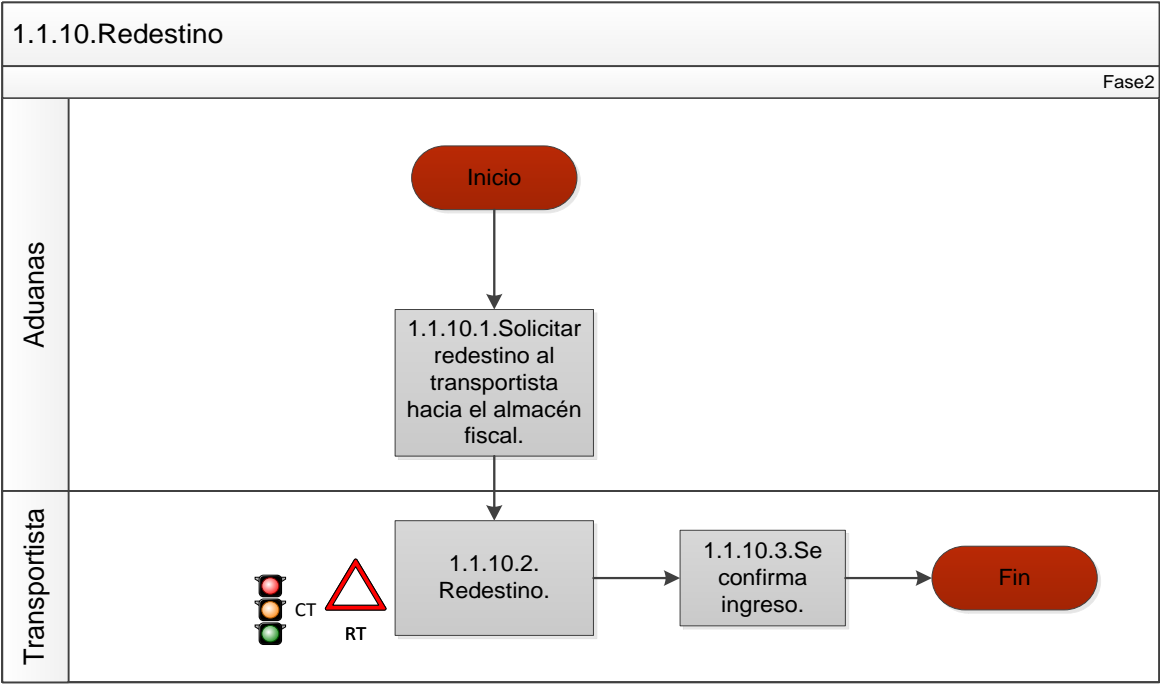 1.1.10.Redestino
Fase2
Aduanas
Inicio
1.1.10.1.Solicitar
redestino al
transportista
hacia el almacén
fiscal.
Transportista
CT
RT
1.1.10.2.
Redestino.
1.1.10.3.Se
confirma
ingreso.
Fin